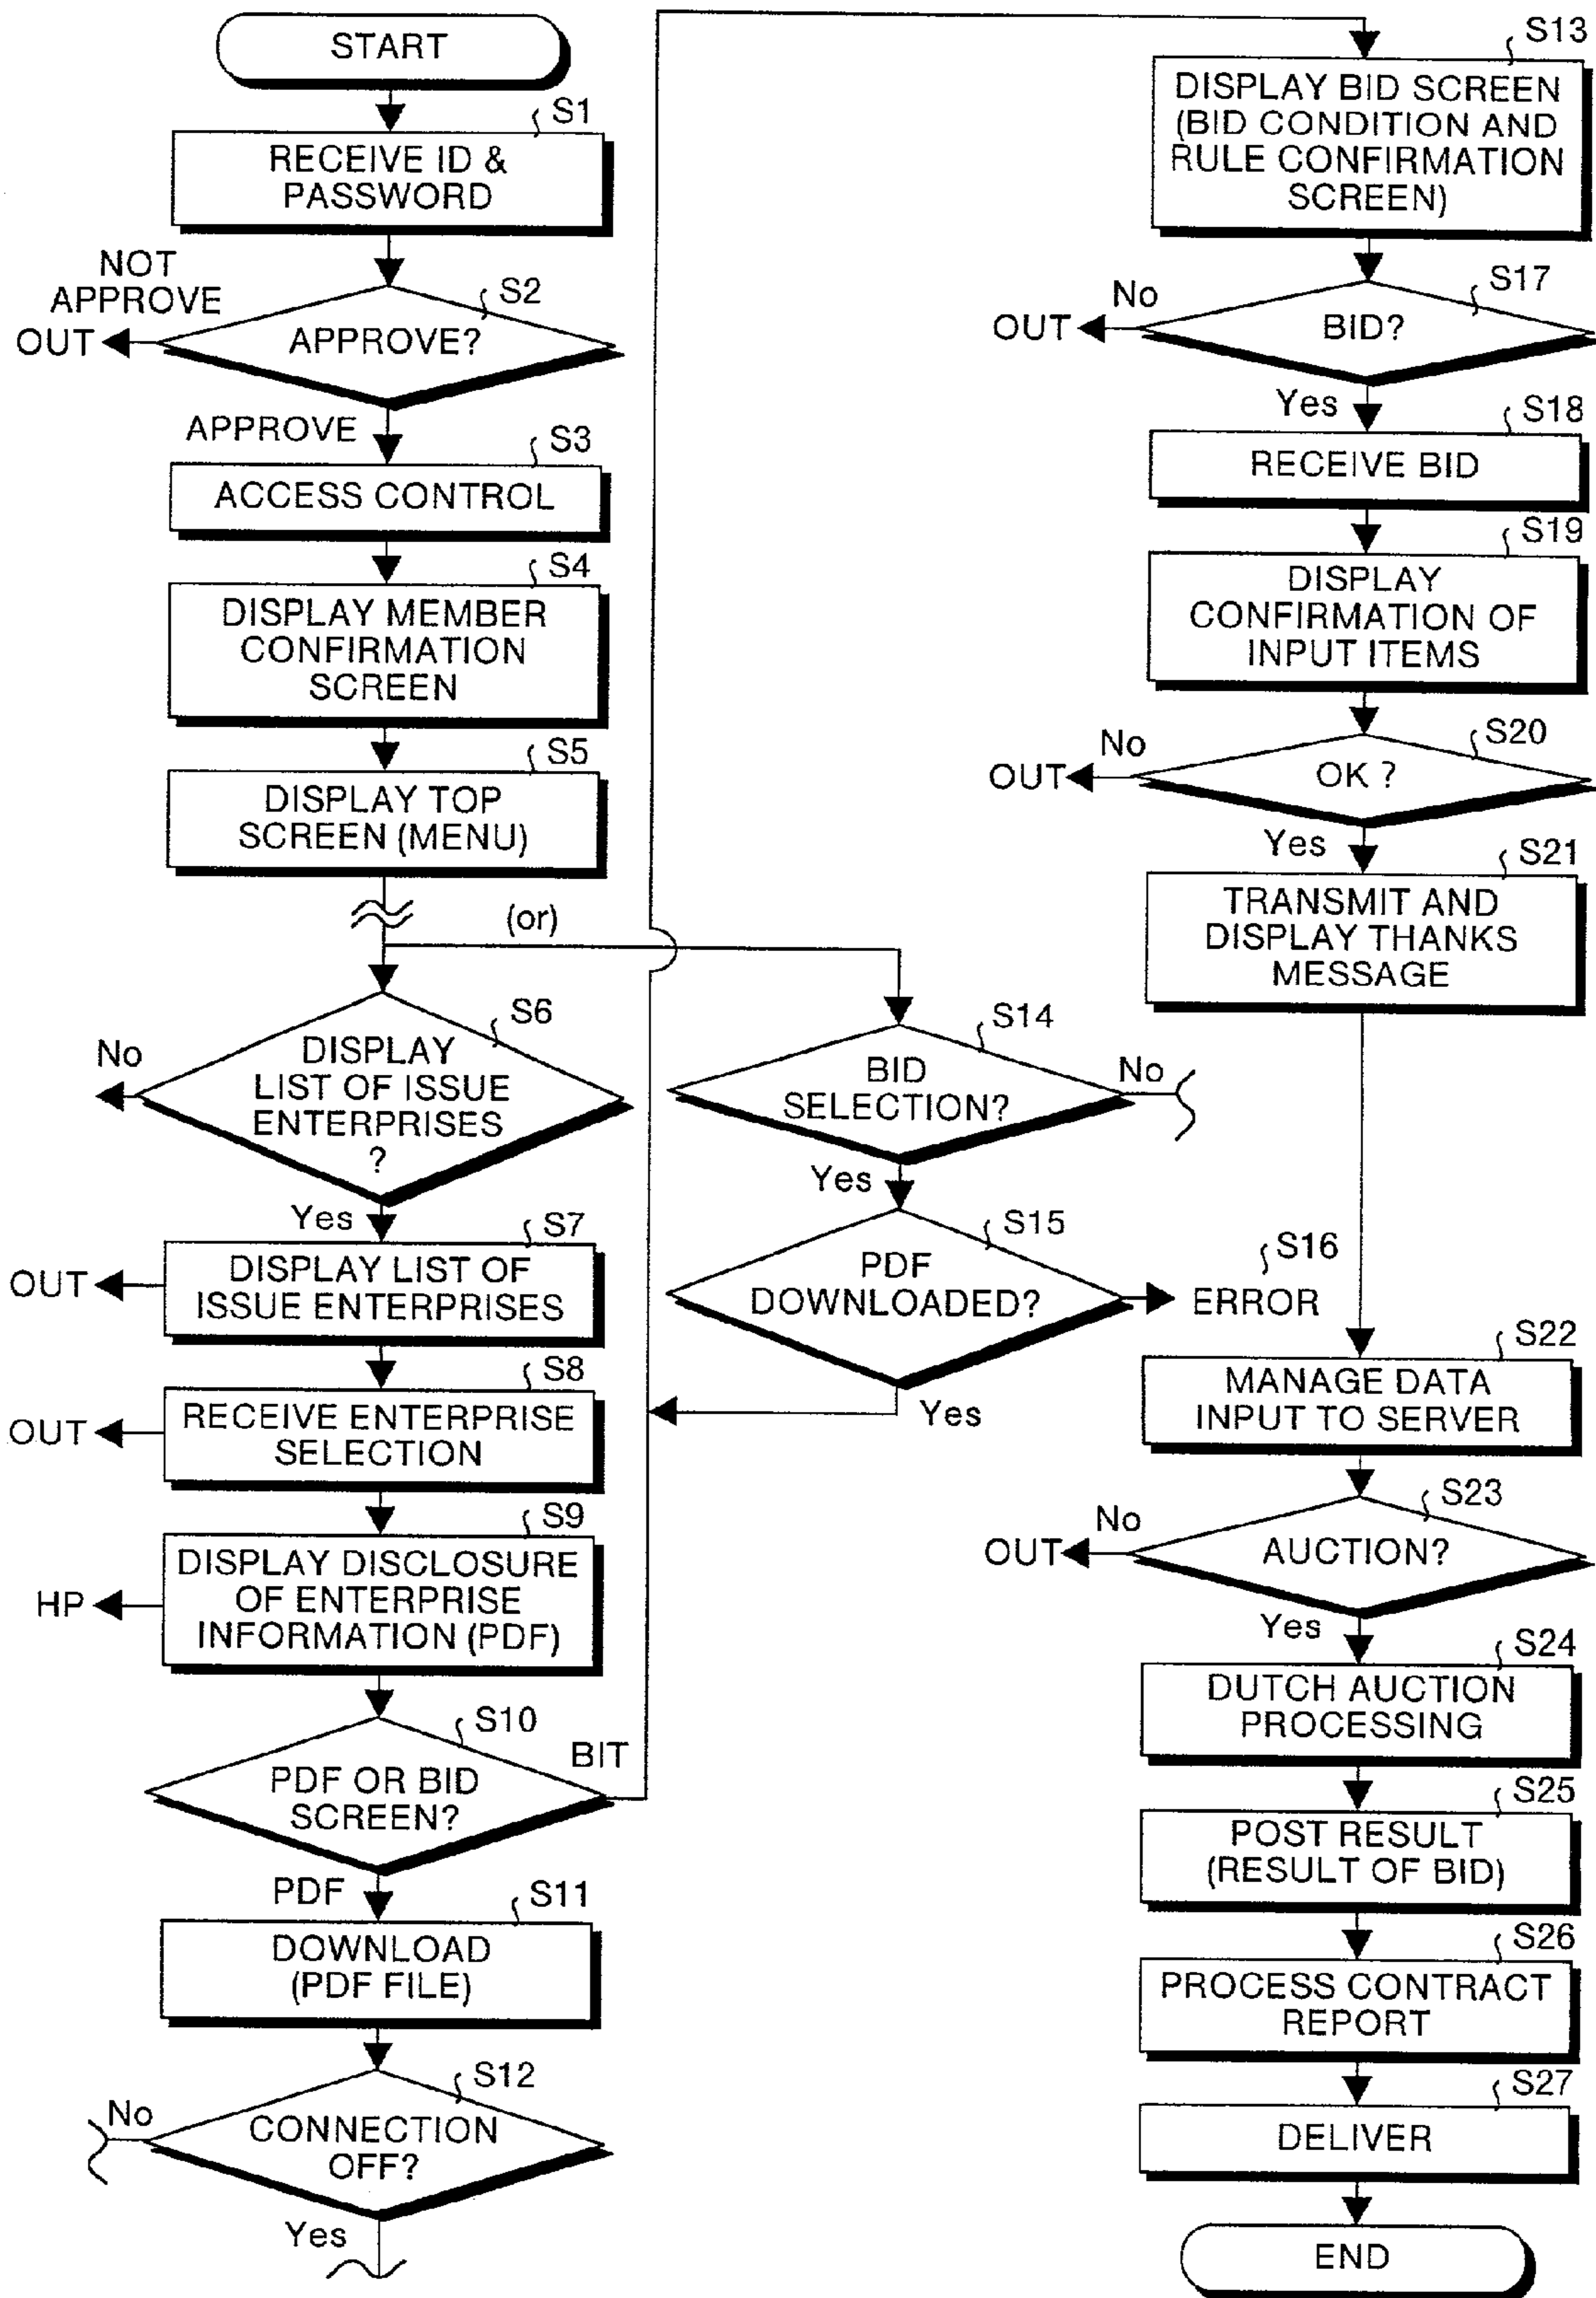 START
S1
RECEIVE ID &
PASSWORD
NOT
APPROVE
S2
OUT
APPROVE?
APPROVE
S3
ACCESS CONTROL
S4
DISPLAY MEMBER
CONFIRMATION
SCREEN
S5
DISPLAY TOP
SCREEN (MENU)
(or)
S6
No
DISPLAY
LIST OF ISSUE
ENTERPRISES
?
Yes
S7
OUT
DISPLAY LIST OF
ISSUE ENTERPRISES
S8
OUT
RECEIVE ENTERPRISE
SELECTION
S9
HP
DISPLAY DISCLOSURE
OF ENTERPRISE
INFORMATION (PDF)
S10
BIT
PDF OR BID
SCREEN?
PDF
S11
DOWNLOAD
(PDF FILE)
S12
No
CONNECTION
OFF?
Yes
S14
BID
SELECTION?
No
Yes
S15
PDF
DOWNLOADED?
S16
ERROR
Yes
S13
DISPLAY BID SCREEN
(BID CONDITION AND
RULE CONFIRMATION
SCREEN)
S17
No
OUT
BID?
Yes
S18
RECEIVE BID
S19
DISPLAY
CONFIRMATION OF
INPUT ITEMS
S20
No
OUT
OK ?
Yes
S21
TRANSMIT AND
DISPLAY THANKS
MESSAGE
S22
MANAGE DATA
INPUT TO SERVER
S23
No
OUT
AUCTION?
Yes
S24
DUTCH AUCTION
PROCESSING
S25
POST RESULT
(RESULT OF BID)
S26
PROCESS CONTRACT
REPORT
S27
DELIVER
END